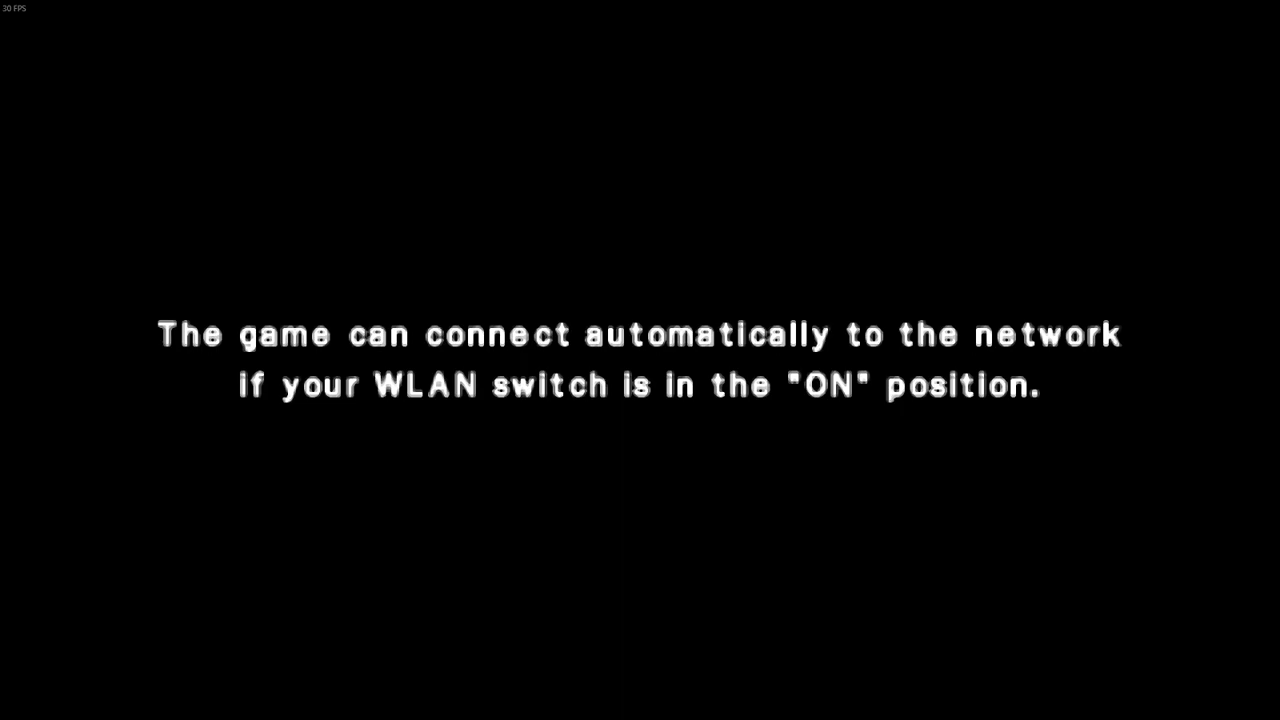 30 FPS
The game can connect automatically to the network
if your WLAN switch is in the "ON" position.